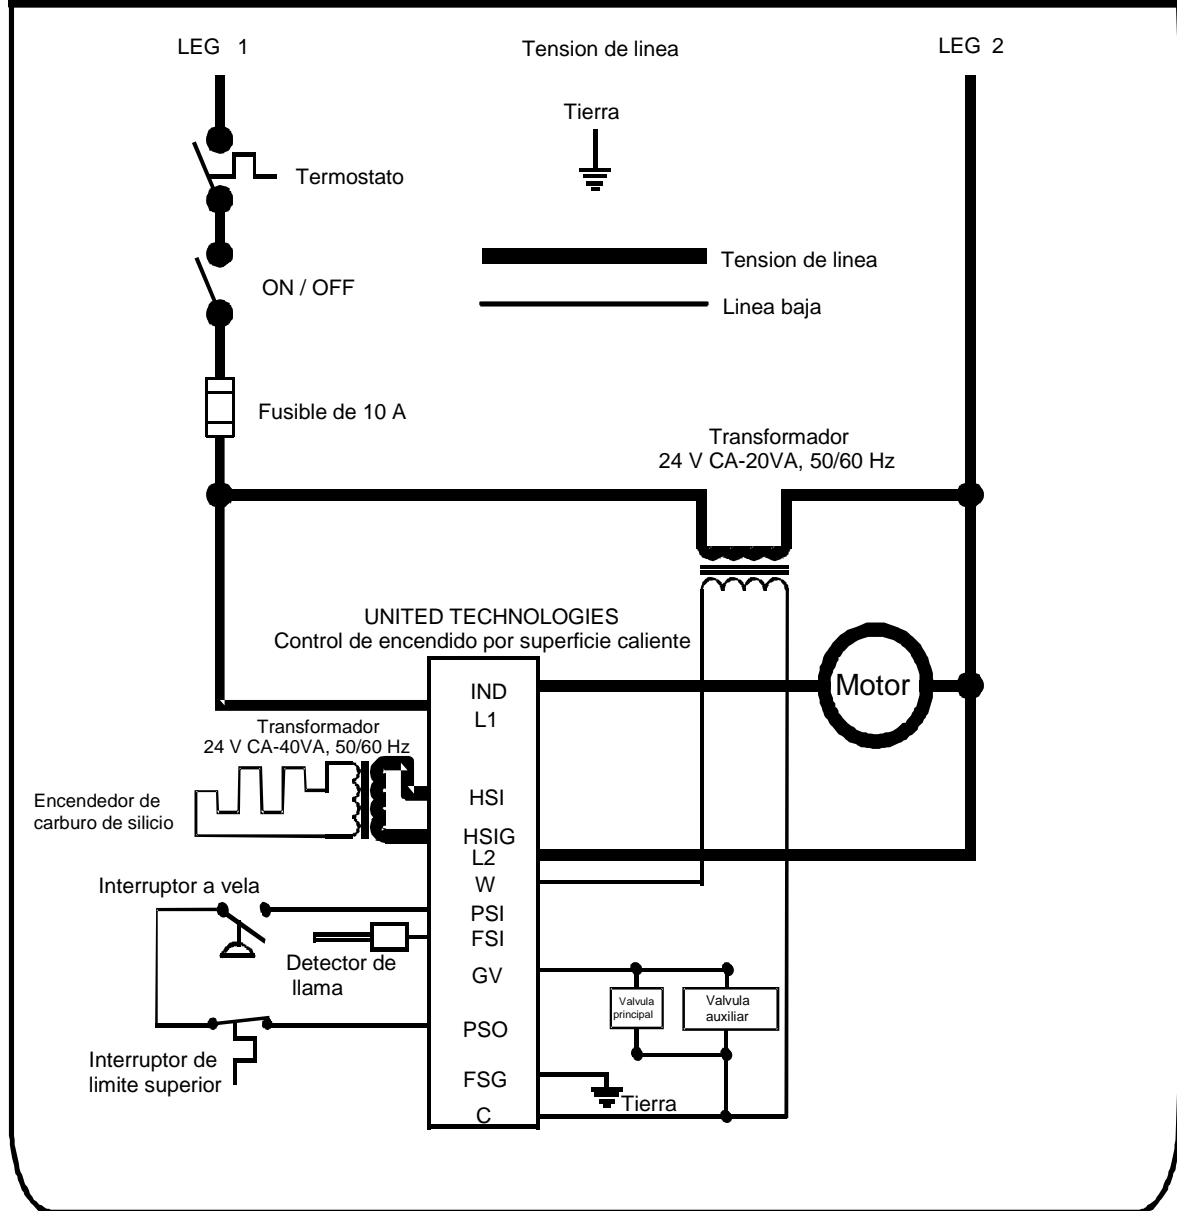 LEG 1
Tension de linea
LEG 2
Tierra
Termostato
Tension de linea
ON / OFF
Linea baja
Fusible de 10 A
Transformador
24 V CA-20VA, 50/60 Hz
UNITED TECHNOLOGIES
Control de encendido por superficie caliente
IND
Motor
L1
Transformador
24 V CA-40VA, 50/60 Hz
HSI
Encendedor de
carburo de silicio
HSIG
L2
W
Interruptor a vela
PSI
FSI
Detector de
llama
GV
Valvula
principal
Valvula
auxiliar
PSO
Interruptor de
limite superior
FSG
Tierra
C